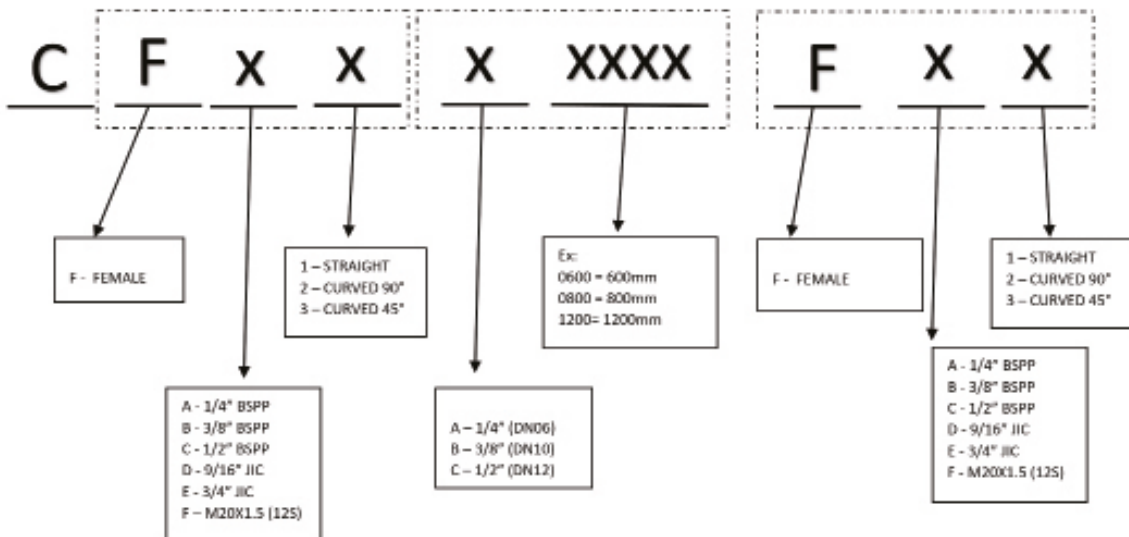 C F x x x xxxx F x x
F - FEMALE
1 – STRAIGHT
2 – CURVED 90°
3 – CURVED 45°
Ex:
0600 = 600mm
0800 = 800mm
1200= 1200mm
F - FEMALE
1 – STRAIGHT
2 – CURVED 90°
3 – CURVED 45°
A - 1/4" BSPP
B - 3/8" BSPP
C - 1/2" BSPP
D - 9/16" JIC
E - 3/4" JIC
F – M20X1.5 (12S)
A – 1/4" (DN06)
B – 3/8" (DN10)
C – 1/2" (DN12)
A - 1/4" BSPP
B - 3/8" BSPP
C - 1/2" BSPP
D - 9/16" JIC
E - 3/4" JIC
F - M20X1.5 (12S)